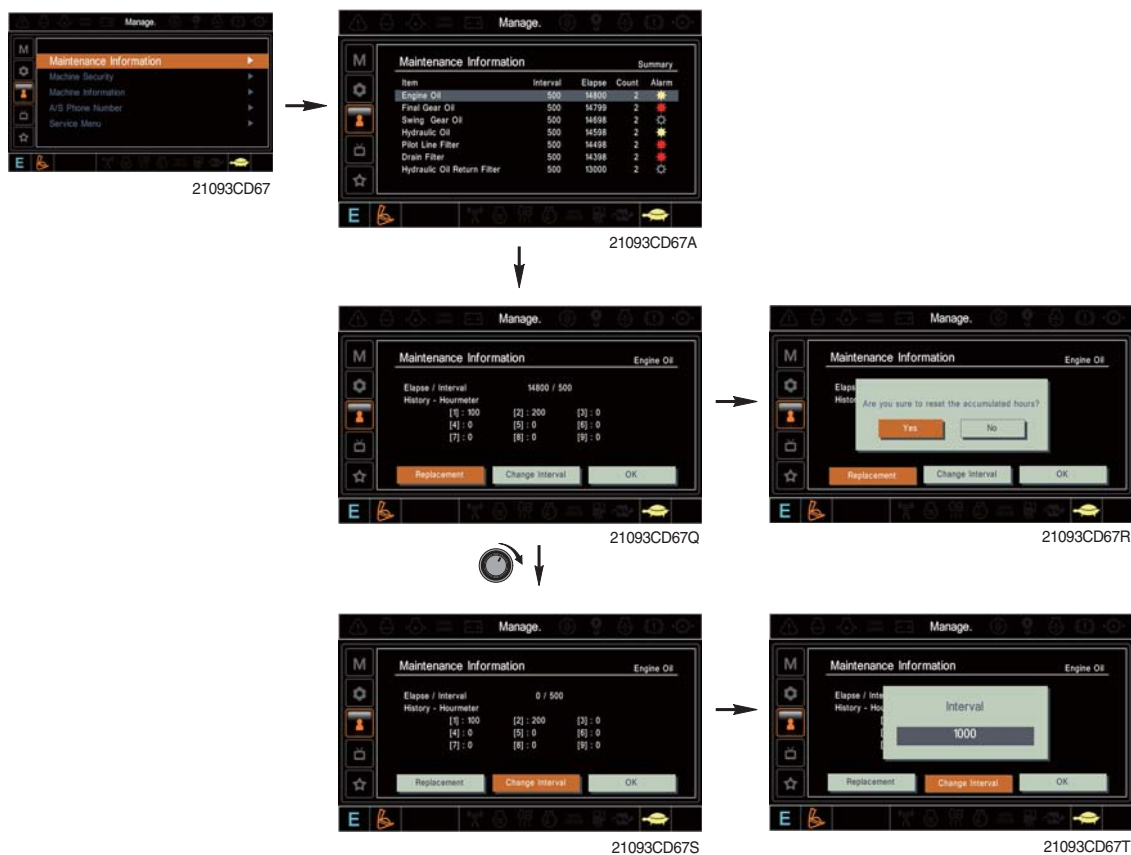 Manage.
M
Maintenance Information
Machine Security
Machine Information
A/S Phone Number
Service Menu
E
21093CD67
Manage.
M
Maintenance Information Summary
Item Interval Elapse Count Alarm
Engine Oil 500 14800 2
Final Gear Oil 500 14799 2
Swing Gear Oil 500 14698 2
Hydraulic Oil 500 14598 2
Pilot Line Filter 500 14498 2
Drain Filter 500 14398 2
Hydraulic Oil Return Filter 500 13000 2
E
21093CD67A
Manage.
M
Maintenance Information Engine Oil
Elapse / Interval 14800 / 500
History - Hourmeter
[1] : 100 [2] : 200 [3] : 0
[4] : 0 [5] : 0 [6] : 0
[7] : 0 [8] : 0 [9] : 0
Replacement Change Interval OK
E
21093CD67Q
Manage.
M
Maintenance Information Engine Oil
Elaps
Histo
Are you sure to reset the accumulated hours?
Yes No
Replacement Change Interval OK
E
21093CD67R
Manage.
M
Maintenance Information Engine Oil
Elapse / Interval 0 / 500
History - Hourmeter
[1] : 100 [2] : 200 [3] : 0
[4] : 0 [5] : 0 [6] : 0
[7] : 0 [8] : 0 [9] : 0
Replacement Change Interval OK
E
21093CD67S
Manage.
M
Maintenance Information Engine Oil
Elapse / Inte
History - Hou
[
[
[
Interval
1000
Replacement Change Interval OK
E
21093CD67T